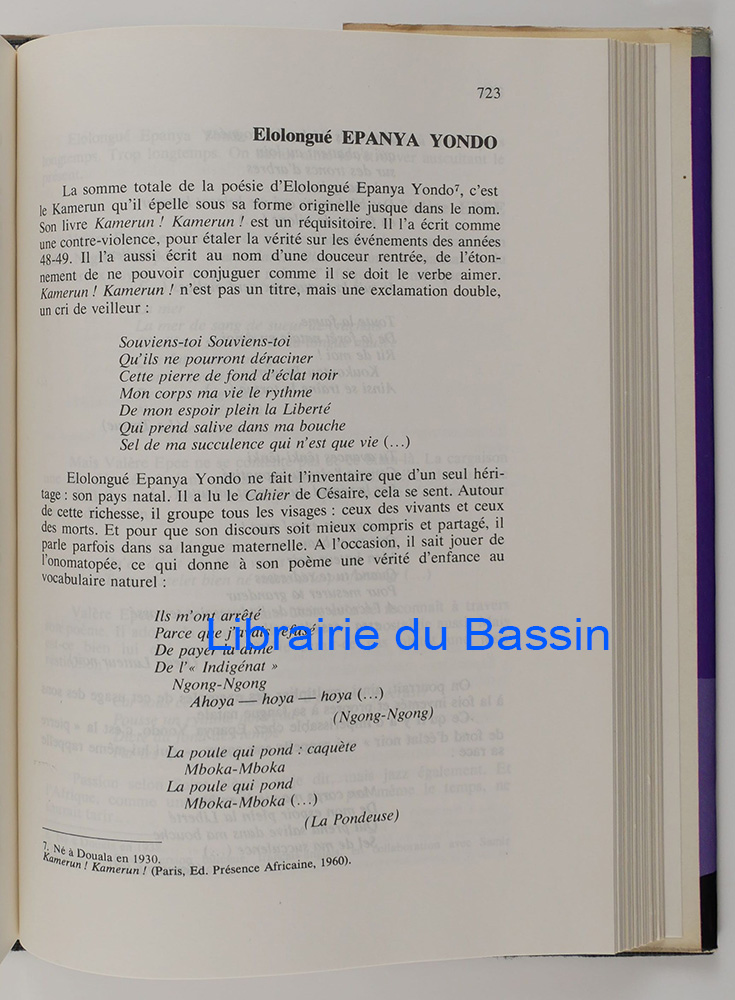 723
Elolongué EPANYA YONDO
La somme totale de la poésie d'Elolongué Epanya Yondo⁷, c'est
le Kamerun qu'il épelle sous sa forme originelle jusque dans le nom.
Son livre Kamerun ! Kamerun ! est un réquisitoire. Il l'a écrit comme
une contre-violence, pour étaler la vérité sur les événements des années
48-49. Il l'a aussi écrit au nom d'une douceur rentrée, de l'éton-
nement de ne pouvoir conjuguer comme il se doit le verbe aimer.
Kamerun ! Kamerun ! n'est pas un titre, mais une exclamation double,
un cri de veilleur :
Souviens-toi Souviens-toi
Qu'ils ne pourront déraciner
Cette pierre de fond d'éclat noir
Mon corps ma vie le rythme
De mon espoir plein la Liberté
Qui prend salive dans ma bouche
Sel de ma succulence qui n'est que vie (...)
Elolongué Epanya Yondo ne fait l'inventaire que d'un seul héri-
tage : son pays natal. Il a lu le Cahier de Césaire, cela se sent. Autour
de cette richesse, il groupe tous les visages : ceux des vivants et ceux
des morts. Et pour que son discours soit mieux compris et partagé, il
parle parfois dans sa langue maternelle. A l'occasion, il sait jouer de
l'onomatopée, ce qui donne à son poème une vérité d'enfance au
vocabulaire naturel :
Ils m'ont arrêté
Parce que j'avais refusé
De payer la dîme
De l'« Indigénat »
Ngong-Ngong
Ahoya — hoya — hoya (...)
(Ngong-Ngong)
La poule qui pond : caquète
Mboka-Mboka
La poule qui pond
Mboka-Mboka (...)
(La Pondeuse)
7. Né à Douala en 1930.
Kamerun ! Kamerun ! (Paris, Ed. Présence Africaine, 1960).
Librairie du Bassin